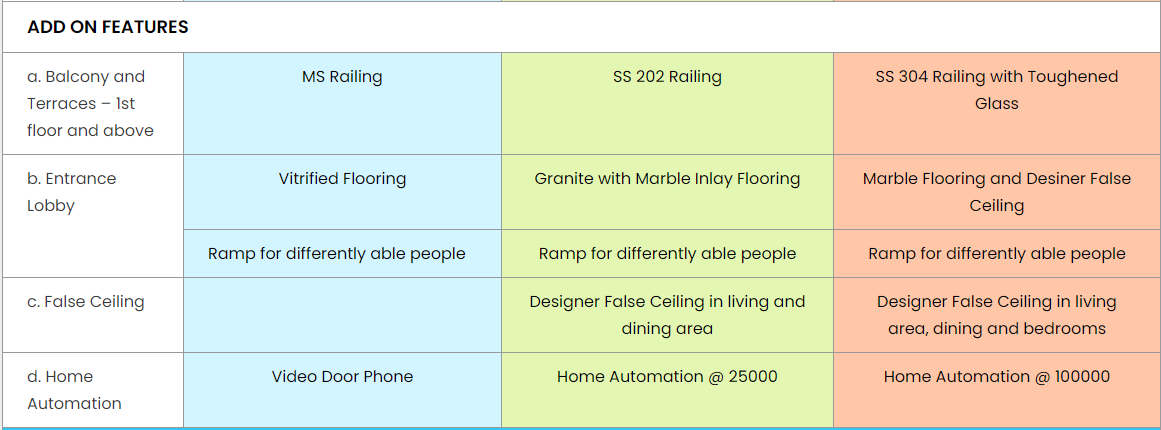 ADD ON FEATURES
a. Balcony and
Terraces – 1st
floor and above
MS Railing
SS 202 Railing
SS 304 Railing with Toughened
Glass
b. Entrance
Lobby
Vitrified Flooring
Granite with Marble Inlay Flooring
Marble Flooring and Desiner False
Ceiling
Ramp for differently able people
Ramp for differently able people
Ramp for differently able people
c. False Ceiling
Designer False Ceiling in living and
dining area
Designer False Ceiling in living
area, dining and bedrooms
d. Home
Automation
Video Door Phone
Home Automation @ 25000
Home Automation @ 100000